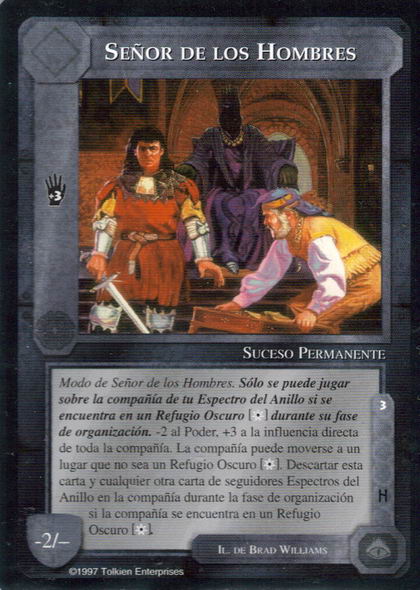 SEÑOR DE LOS HOMBRES
+3
SUCESO PERMANENTE
Modo de Señor de los Hombres. Sólo se puede jugar
sobre la compañía de tu Espectro del Anillo si se
encuentra en un Refugio Oscuro [ ] durante su fase
de organización. -2 al Poder, +3 a la influencia directa
de toda la compañía. La compañía puede moverse a un
lugar que no sea un Refugio Oscuro [ ]. Descartar esta
carta y cualquier otra carta de seguidores Espectros del
Anillo en la compañía durante la fase de organización
si la compañía se encuentra en un Refugio
Oscuro [ ].
3
H
-2/–
IL. DE BRAD WILLIAMS
©1997 Tolkien Enterprises